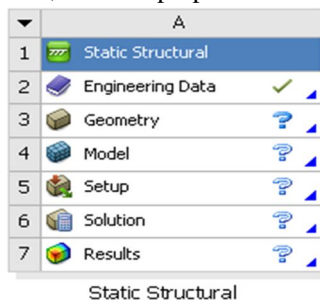 A
1 Static Structural
2 Engineering Data
3 Geometry ?
4 Model ?
5 Setup ?
6 Solution ?
7 Results ?
Static Structural